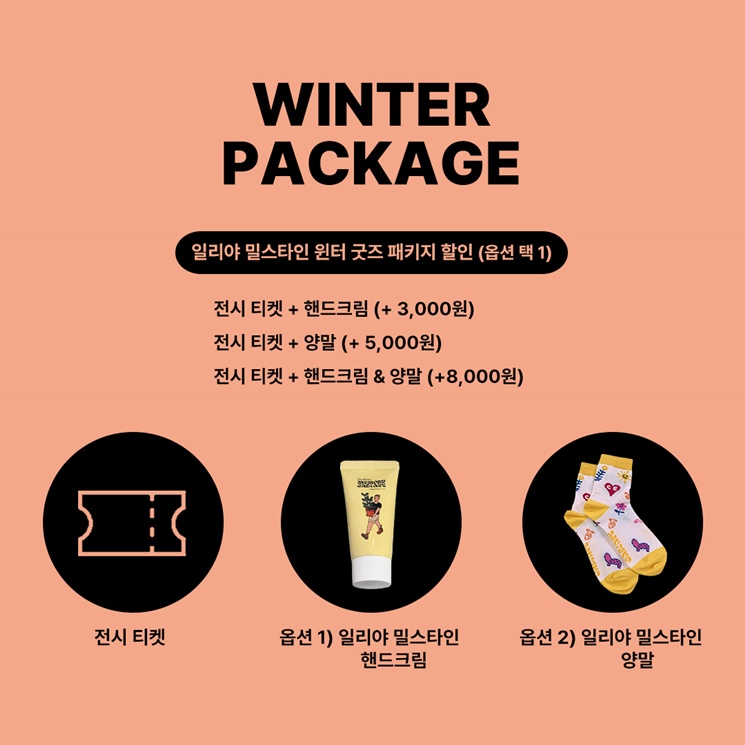 WINTER
PACKAGE
일리야 밀스타인 윈터 굿즈 패키지 할인 (옵션 택 1)
전시 티켓 + 핸드크림 (+ 3,000원)
전시 티켓 + 양말 (+ 5,000원)
전시 티켓 + 핸드크림 & 양말 (+8,000원)
전시 티켓
옵션 1) 일리야 밀스타인
핸드크림
옵션 2) 일리야 밀스타인
양말